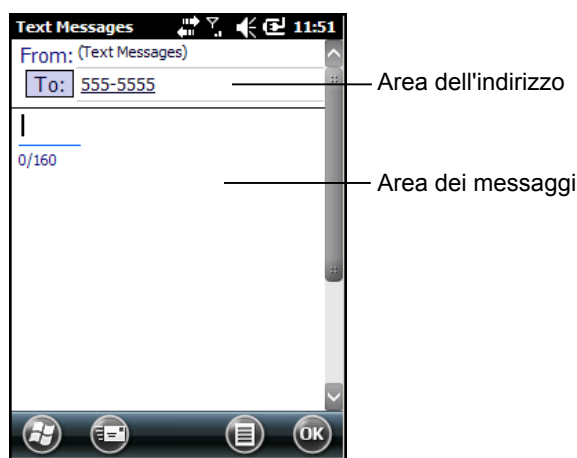 Text Messages 11:51
From: (Text Messages)
To: 555-5555
Area dell'indirizzo
0/160
Area dei messaggi
OK